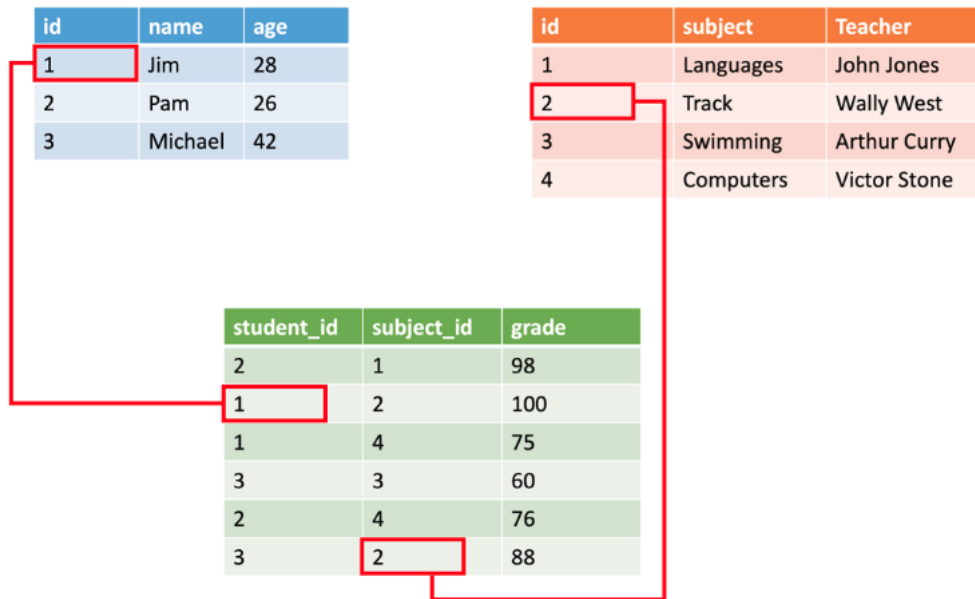 id name age
1 Jim 28
2 Pam 26
3 Michael 42
id subject Teacher
1 Languages John Jones
2 Track Wally West
3 Swimming Arthur Curry
4 Computers Victor Stone
student_id subject_id grade
2 1 98
1 2 100
1 4 75
3 3 60
2 4 76
3 2 88